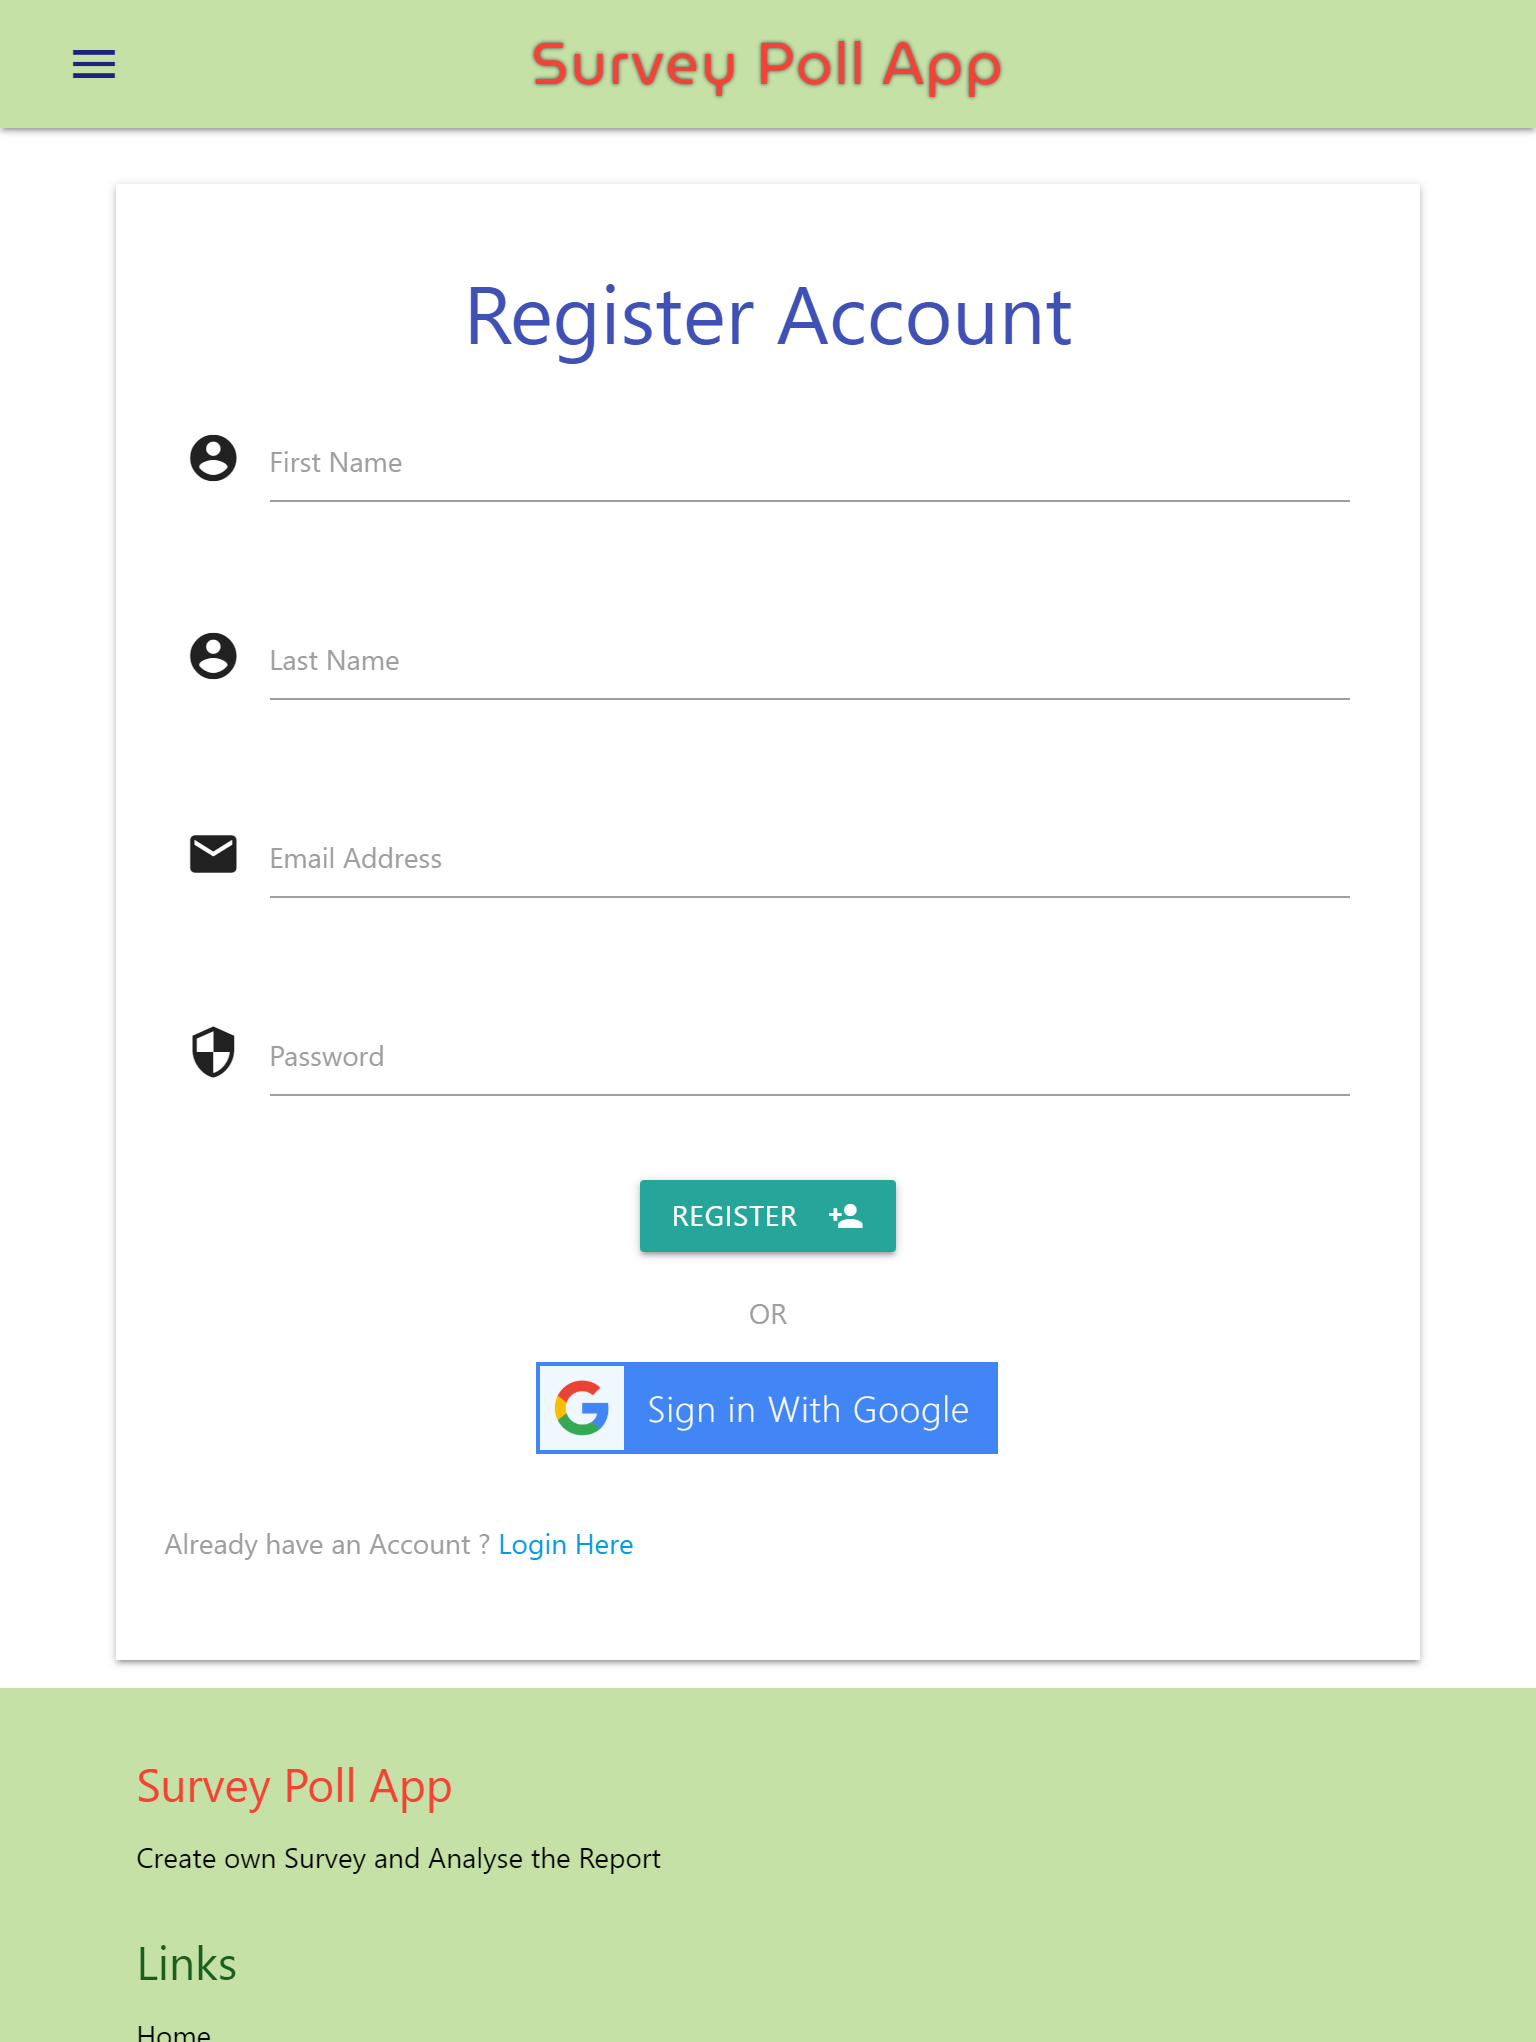 Survey Poll App
Register Account
First Name
Last Name
Email Address
Password
REGISTER
OR
Sign in With Google
Already have an Account ? Login Here
Survey Poll App
Create own Survey and Analyse the Report
Links
Home